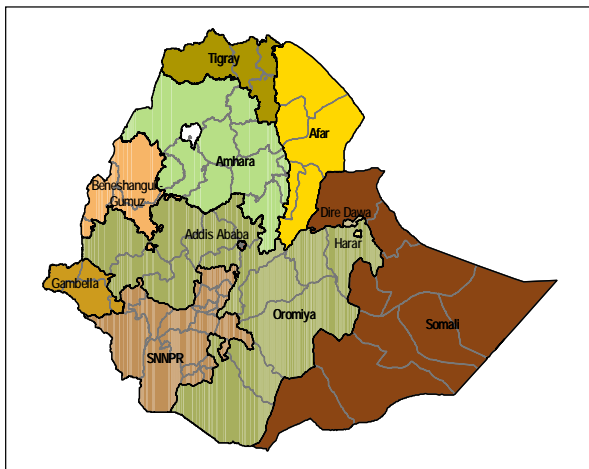 Tigray
Afar
Amhara
Beneshangul
Gumuz
Dire Dawa
Addis Ababa
Harar
Gambella
Oromiya
Somali
SNNPR